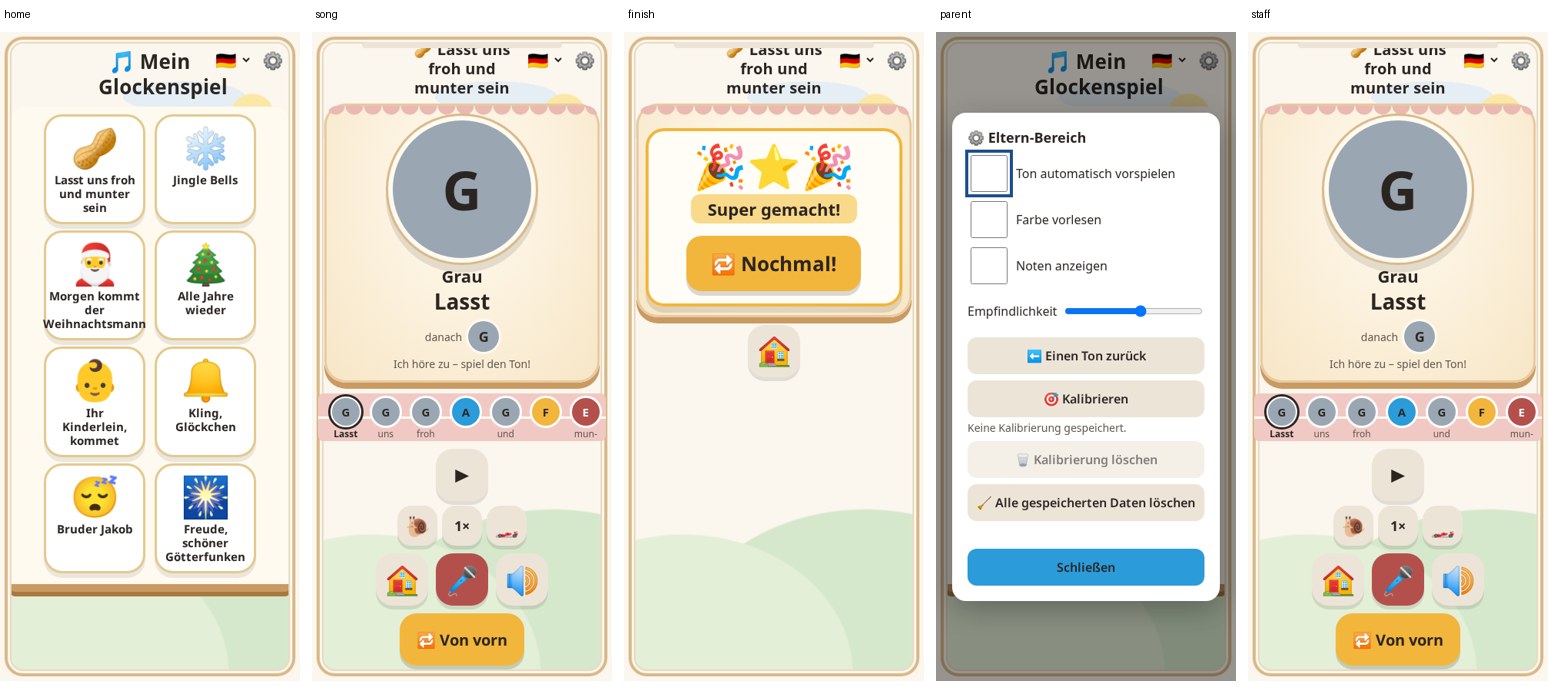 home
song
finish
parent
staff
Mein
Glockenspiel
Lasst uns froh
und munter
sein
Jingle Bells
Morgen kommt
der
Weihnachtsmann
Alle Jahre
wieder
Ihr
Kinderlein,
kommet
Kling,
Glöckchen
Bruder Jakob
Freude,
schöner
Götterfunken
Lasst uns
froh und
munter sein
G
Grau
Lasst
danach G
Ich höre zu – spiel den Ton!
G G G A G F E
Lasst uns froh und mun-
1×
Von vorn
Lasst uns
froh und
munter sein
Super gemacht!
Nochmal!
Mein
Glockenspiel
Eltern-Bereich
Ton automatisch vorspielen
Farbe vorlesen
Noten anzeigen
Empfindlichkeit
Einen Ton zurück
Kalibrieren
Keine Kalibrierung gespeichert.
Kalibrierung löschen
Alle gespeicherten Daten löschen
Schließen
Lasst uns
froh und
munter sein
G
Grau
Lasst
danach G
Ich höre zu – spiel den Ton!
G G G A G F E
Lasst uns froh und mun-
1×
Von vorn